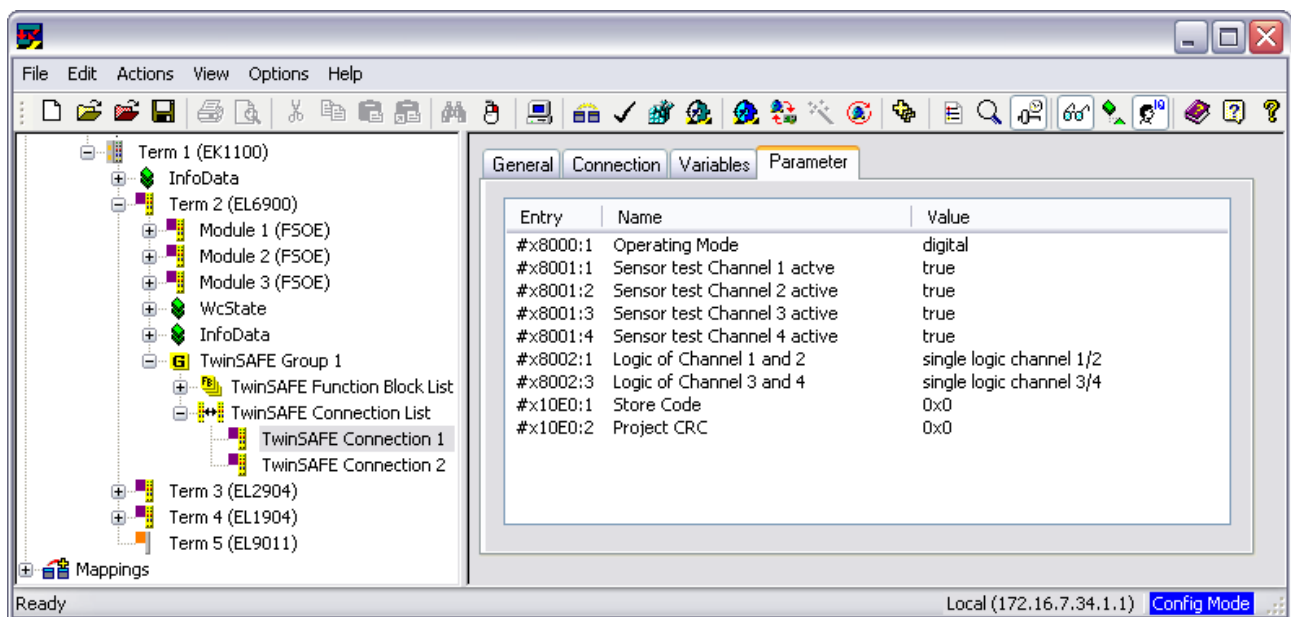 File Edit Actions View Options Help
Term 1 (EK1100)
InfoData
Term 2 (EL6900)
Module 1 (FSOE)
Module 2 (FSOE)
Module 3 (FSOE)
WcState
InfoData
G TwinSAFE Group 1
FB TwinSAFE Function Block List
TwinSAFE Connection List
TwinSAFE Connection 1
TwinSAFE Connection 2
Term 3 (EL2904)
Term 4 (EL1904)
Term 5 (EL9011)
Mappings
General Connection Variables Parameter
Entry Name Value
#x8000:1 Operating Mode digital
#x8001:1 Sensor test Channel 1 actve true
#x8001:2 Sensor test Channel 2 active true
#x8001:3 Sensor test Channel 3 active true
#x8001:4 Sensor test Channel 4 active true
#x8002:1 Logic of Channel 1 and 2 single logic channel 1/2
#x8002:3 Logic of Channel 3 and 4 single logic channel 3/4
#x10E0:1 Store Code 0x0
#x10E0:2 Project CRC 0x0
Ready Local (172.16.7.34.1.1) Config Mode